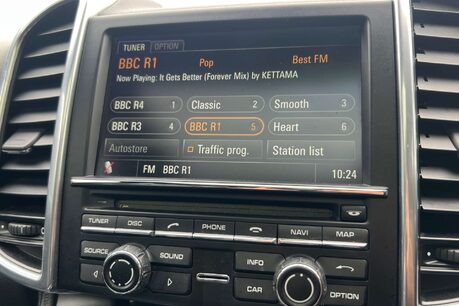 TUNER OPTION
BBC R1 Pop Best FM
Now Playing: It Gets Better (Forever Mix) by KETTAMA
BBC R4 1 Classic 2 Smooth 3
BBC R3 4 BBC R1 5 Heart 6
Autostore Traffic prog. Station list
FM BBC R1 10:24
TUNER DISC PHONE NAVI MAP
SOURCE SOUND INFO
CAR OPTION